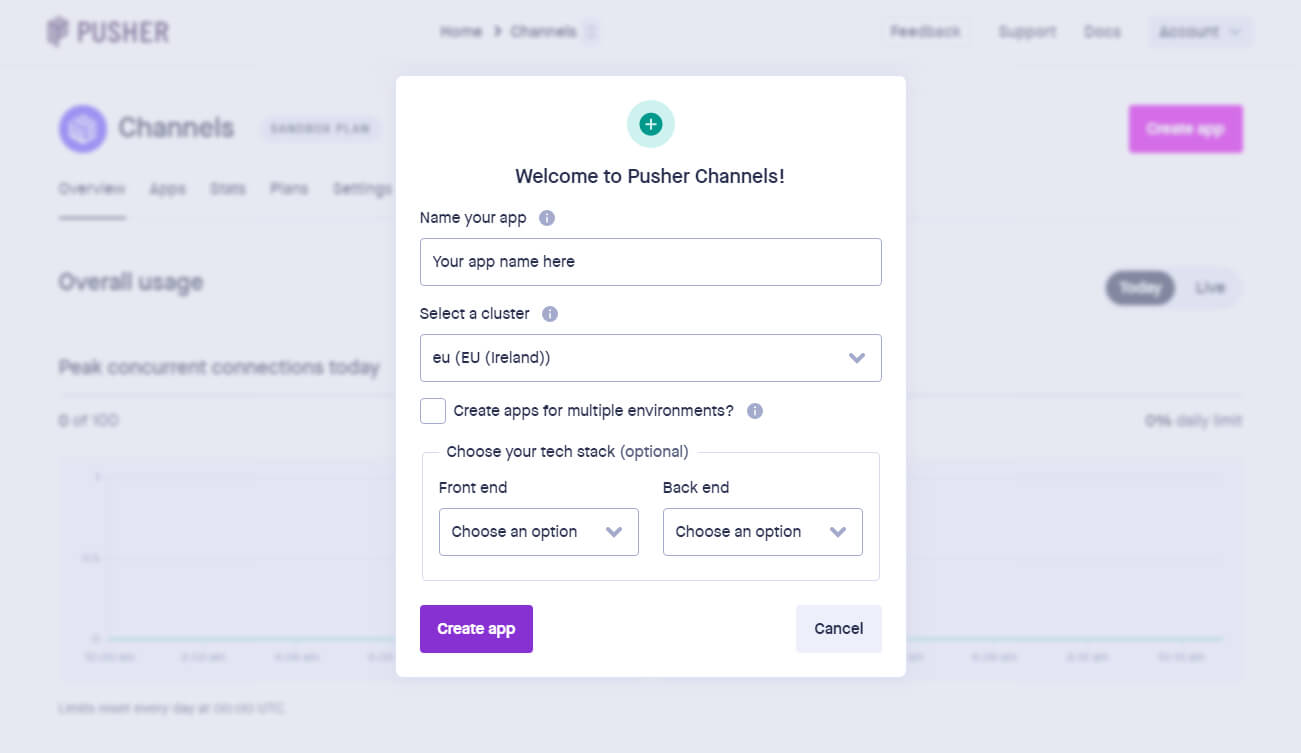 PUSHER
Home > Channels
Feedback Support Docs Account
Channels SANDBOX PLAN Create app
Overview Apps Stats Plans Settings
Overall usage
Today Live
Peak concurrent connections today
0 of 100 0% daily limit
Limits reset every day at 00:00 UTC
Welcome to Pusher Channels!
Name your app
Your app name here
Select a cluster
eu (EU (Ireland))
Create apps for multiple environments?
Choose your tech stack (optional)
Front end Back end
Choose an option Choose an option
Create app Cancel